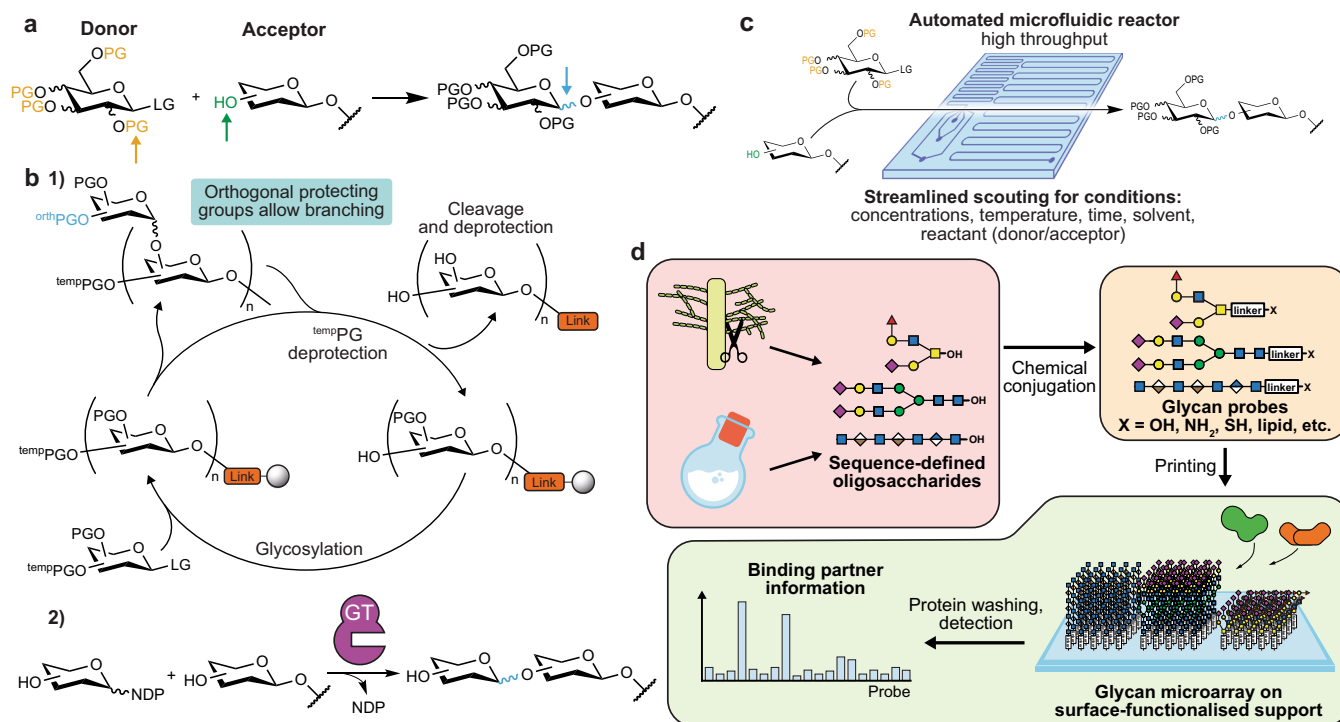 a
Donor
Acceptor
OPG
PGO
PGO
LG
OPG
+
HO
O
O
OPG
PGO
PGO
O
O
OPG
O
O
b 1)
PGO
orthPGO
O
Orthogonal protecting
groups allow branching
O
tempPGO
O
O
n
Cleavage
and deprotection
HO
HO
O
O
n
Link
tempPG
deprotection
PGO
tempPGO
O
O
n
Link
PGO
HO
O
O
n
Link
PGO
tempPGO
O
LG
Glycosylation
2)
GT
HO
O
NDP
+
HO
O
O
NDP
HO
O
O
O
O
c
Automated microfluidic reactor
high throughput
OPG
PGO
PGO
O
LG
OPG
HO
O
O
OPG
PGO
PGO
O
OPG
O
O
O
Streamlined scouting for conditions:
concentrations, temperature, time, solvent,
reactant (donor/acceptor)
d
OH
OH
OH
Sequence-defined
oligosaccharides
Chemical
conjugation
linker X
linker X
linker X
Glycan probes
X = OH, NH2, SH, lipid, etc.
Printing
Binding partner
information
Probe
Protein washing,
detection
Glycan microarray on
surface-functionalised support